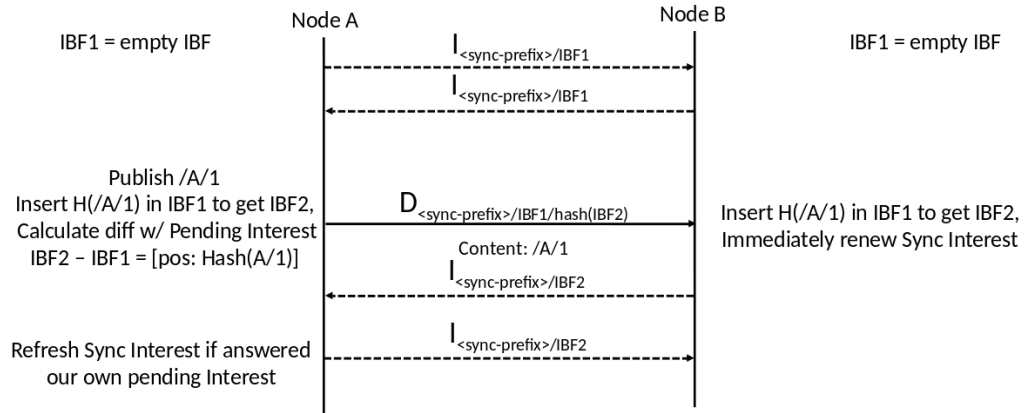 Node A
Node B
IBF1 = empty IBF
IBF1 = empty IBF
I<sync-prefix>/IBF1
I<sync-prefix>/IBF1
Publish /A/1
Insert H(/A/1) in IBF1 to get IBF2,
Calculate diff w/ Pending Interest
IBF2 – IBF1 = [pos: Hash(A/1)]
D<sync-prefix>/IBF1/hash(IBF2)
Content: /A/1
Insert H(/A/1) in IBF1 to get IBF2,
Immediately renew Sync Interest
I<sync-prefix>/IBF2
Refresh Sync Interest if answered
our own pending Interest
I<sync-prefix>/IBF2